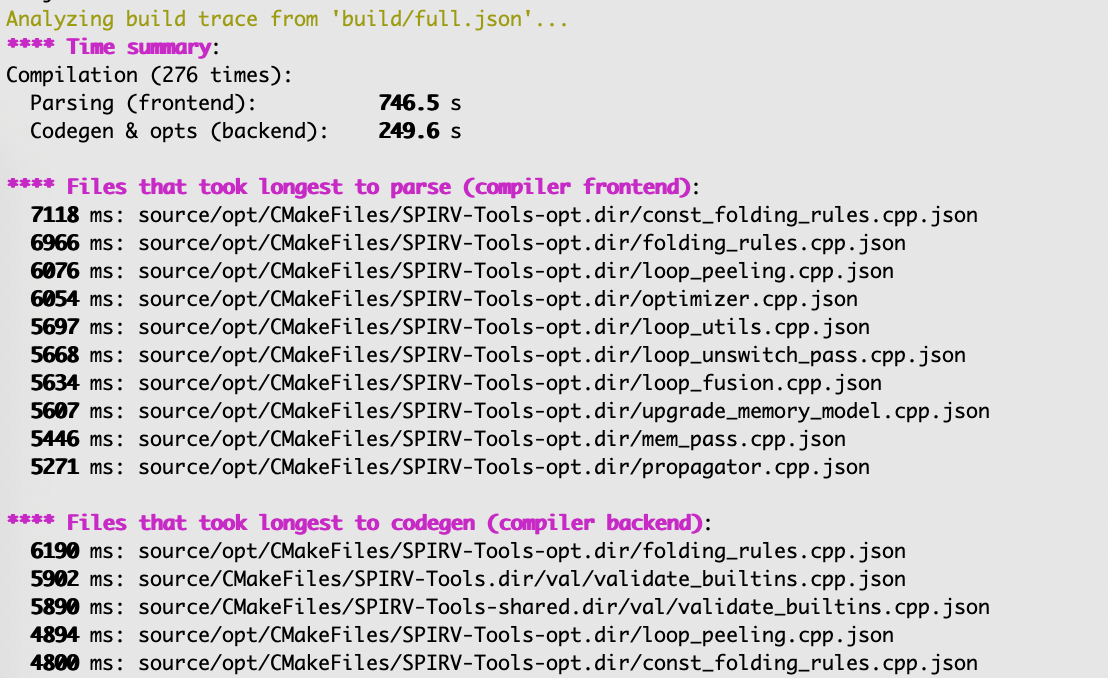 Analyzing build trace from 'build/full.json'...
**** Time summary:
Compilation (276 times):
  Parsing (frontend):          746.5 s
  Codegen & opts (backend):    249.6 s

**** Files that took longest to parse (compiler frontend):
  7118 ms: source/opt/CMakeFiles/SPIRV-Tools-opt.dir/const_folding_rules.cpp.json
  6966 ms: source/opt/CMakeFiles/SPIRV-Tools-opt.dir/folding_rules.cpp.json
  6076 ms: source/opt/CMakeFiles/SPIRV-Tools-opt.dir/loop_peeling.cpp.json
  6054 ms: source/opt/CMakeFiles/SPIRV-Tools-opt.dir/optimizer.cpp.json
  5697 ms: source/opt/CMakeFiles/SPIRV-Tools-opt.dir/loop_utils.cpp.json
  5668 ms: source/opt/CMakeFiles/SPIRV-Tools-opt.dir/loop_unswitch_pass.cpp.json
  5634 ms: source/opt/CMakeFiles/SPIRV-Tools-opt.dir/loop_fusion.cpp.json
  5607 ms: source/opt/CMakeFiles/SPIRV-Tools-opt.dir/upgrade_memory_model.cpp.json
  5446 ms: source/opt/CMakeFiles/SPIRV-Tools-opt.dir/mem_pass.cpp.json
  5271 ms: source/opt/CMakeFiles/SPIRV-Tools-opt.dir/propagator.cpp.json

**** Files that took longest to codegen (compiler backend):
  6190 ms: source/opt/CMakeFiles/SPIRV-Tools-opt.dir/folding_rules.cpp.json
  5902 ms: source/CMakeFiles/SPIRV-Tools.dir/val/validate_builtins.cpp.json
  5890 ms: source/CMakeFiles/SPIRV-Tools-shared.dir/val/validate_builtins.cpp.json
  4894 ms: source/opt/CMakeFiles/SPIRV-Tools-opt.dir/loop_peeling.cpp.json
  4800 ms: source/opt/CMakeFiles/SPIRV-Tools-opt.dir/const_folding_rules.cpp.json